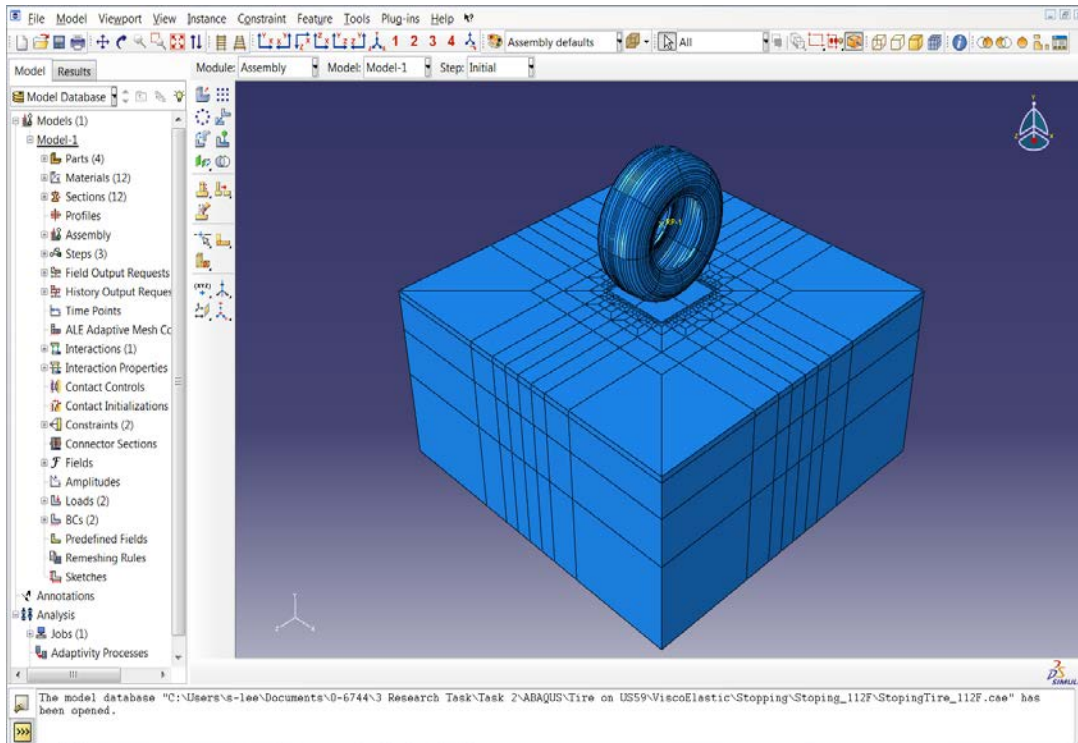 File Model Viewport View Instance Constraint Feature Tools Plug-ins Help
1 2 3 4 Assembly defaults All
Model Results
Module: Assembly Model: Model-1 Step: Initial
Model Database
Models (1)
Model-1
Parts (4)
Materials (12)
Sections (12)
Profiles
Assembly
Steps (3)
Field Output Requests
History Output Reques
Time Points
ALE Adaptive Mesh Co
Interactions (1)
Interaction Properties
Contact Controls
Contact Initializations
Constraints (2)
Connector Sections
Fields
Amplitudes
Loads (2)
BCs (2)
Predefined Fields
Remeshing Rules
Sketches
Annotations
Analysis
Jobs (1)
Adaptivity Processes
RP-1
SIMUL
The model database "C:\Users\s-lee\Documents\0-6744\3 Research Task\Task 2\ABAQUS\Tire on US59\ViscoElastic\Stopping\Stoping_112F\StopingTire_112F.cae" has
been opened.